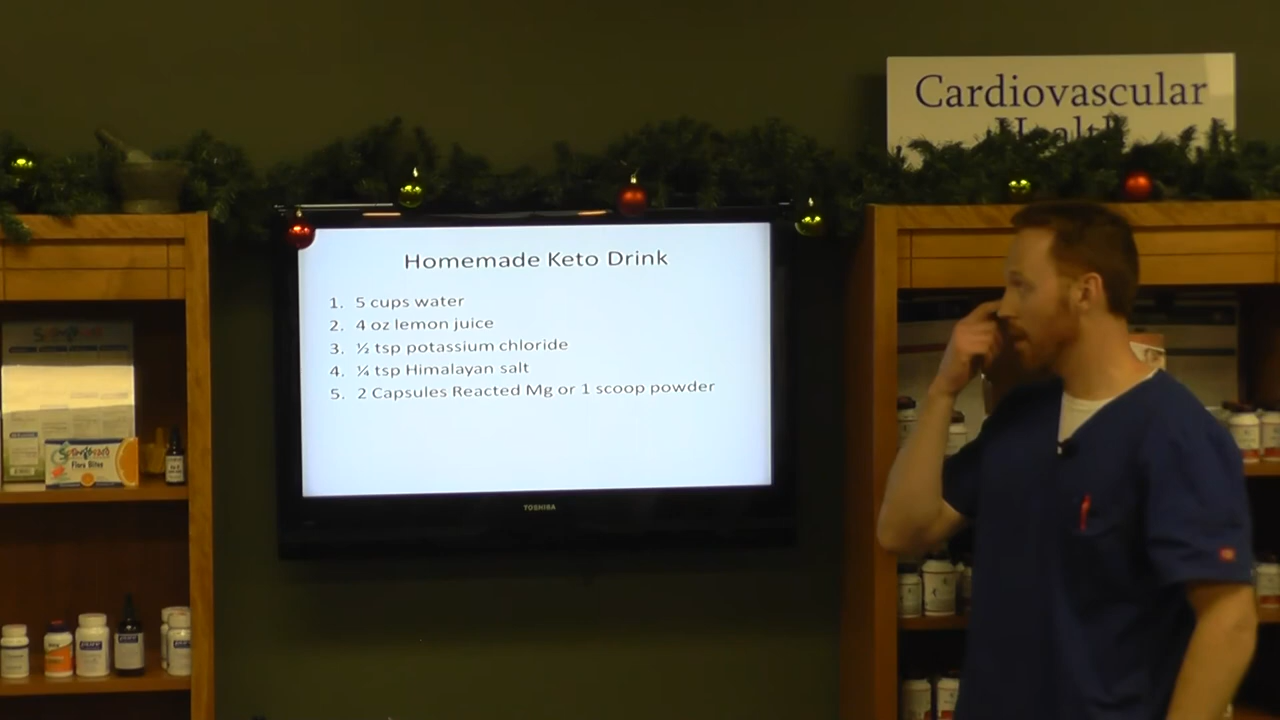 Cardiovascular
Health
Homemade Keto Drink
1. 5 cups water
2. 4 oz lemon juice
3. ½ tsp potassium chloride
4. ¼ tsp Himalayan salt
5. 2 Capsules Reacted Mg or 1 scoop powder
TOSHIBA